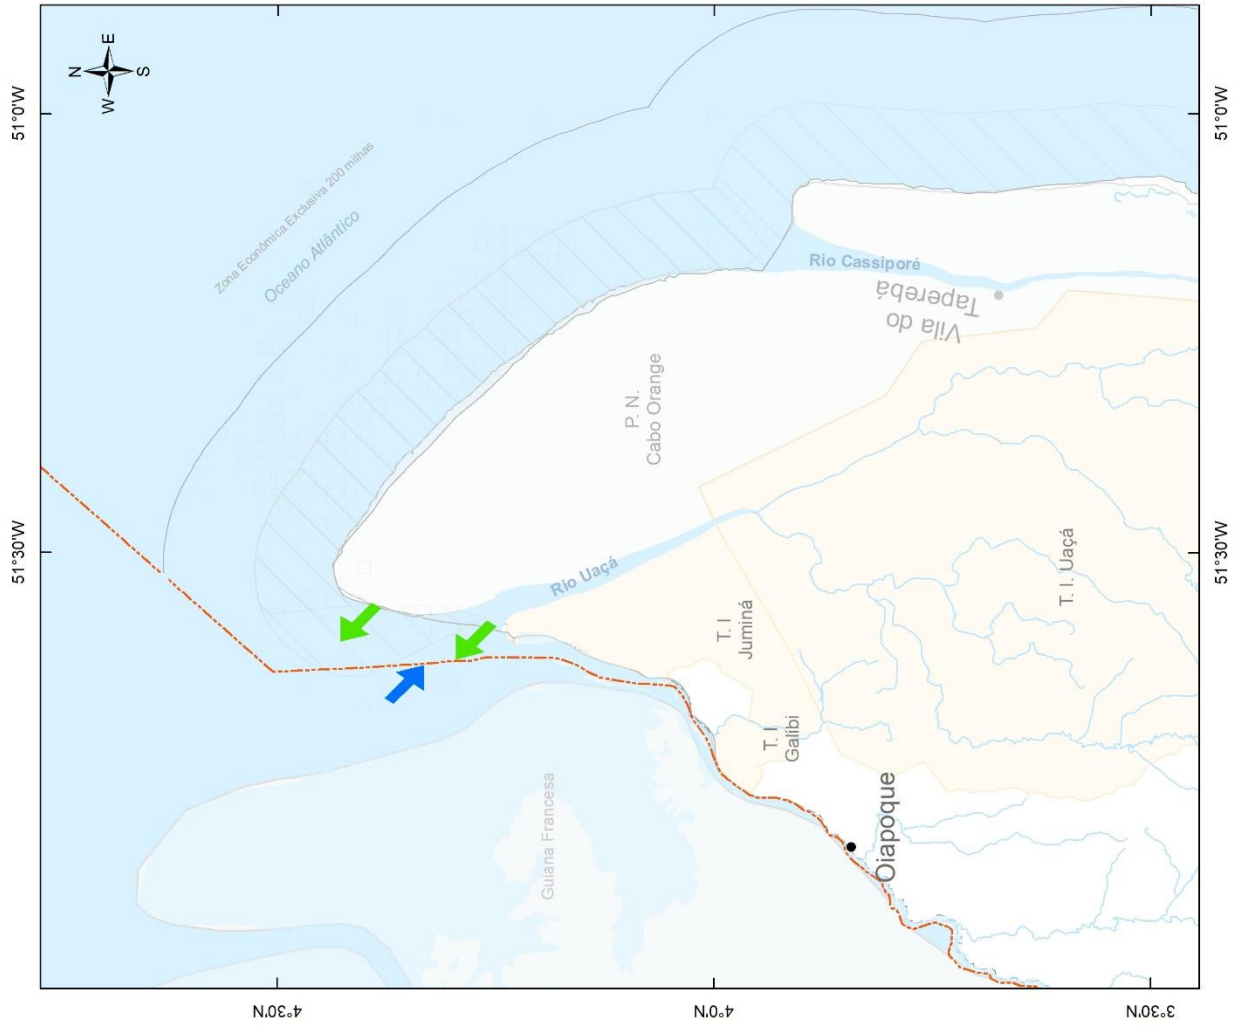 51°30'W
51°0'W
N
W
E
S
Zona Econômica Exclusiva 200 milhas
Oceano Atlântico
4°30'N
4°0'N
3°30'N
Rio Cassiporé
Vila do
Taperebá
P. N.
Cabo Orange
Rio Uaçá
T. I
Juminá
T. I. Uaçá
T. I
Galibi
Guiana Francesa
Oiapoque
51°30'W
51°0'W